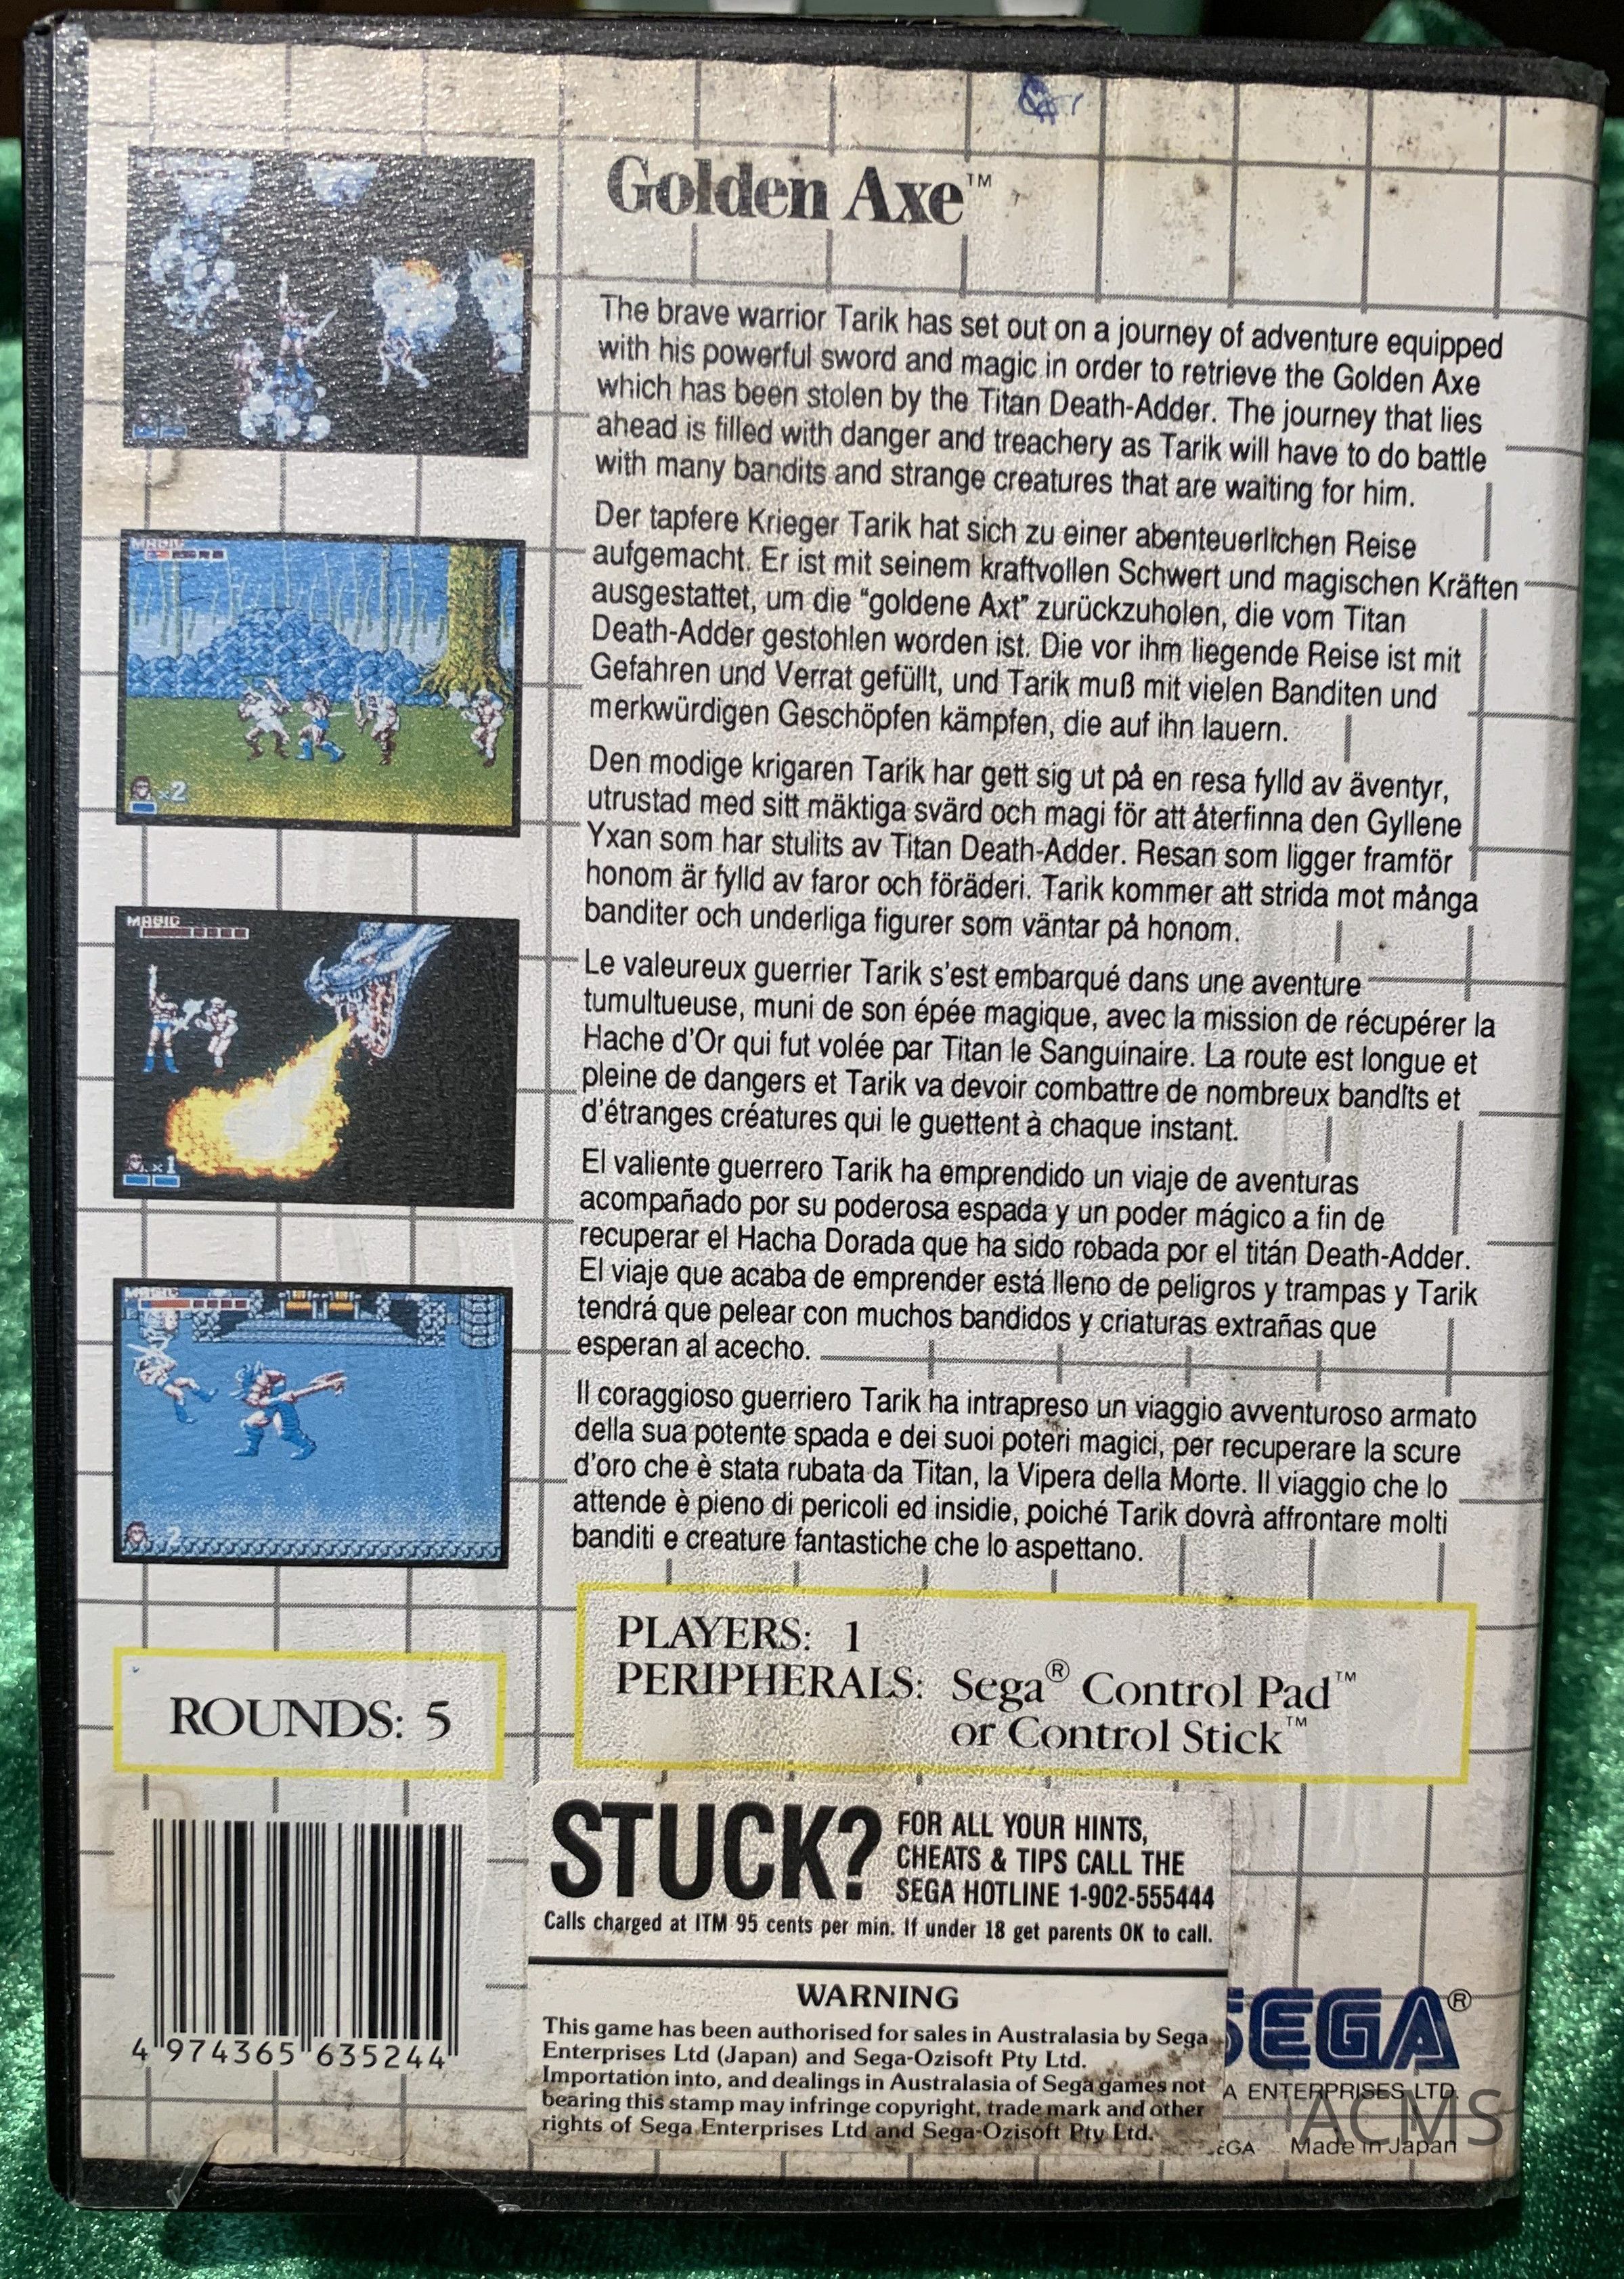 Golden Axe™
The brave warrior Tarik has set out on a journey of adventure equipped
with his powerful sword and magic in order to retrieve the Golden Axe
which has been stolen by the Titan Death-Adder. The journey that lies
ahead is filled with danger and treachery as Tarik will have to do battle
with many bandits and strange creatures that are waiting for him.
Der tapfere Krieger Tarik hat sich zu einer abenteuerlichen Reise
aufgemacht. Er ist mit seinem kraftvollen Schwert und magischen Kräften
ausgestattet, um die “goldene Axt” zurückzuholen, die vom Titan
Death-Adder gestohlen worden ist. Die vor ihm liegende Reise ist mit
Gefahren und Verrat gefüllt, und Tarik muß mit vielen Banditen und
merkwürdigen Geschöpfen kämpfen, die auf ihn lauern.
Den modige krigaren Tarik har gett sig ut på en resa fylld av äventyr,
utrustad med sitt mäktiga svärd och magi för att återfinna den Gyllene
Yxan som har stulits av Titan Death-Adder. Resan som ligger framför
honom är fylld av faror och föräderi. Tarik kommer att strida mot många
banditer och underliga figurer som väntar på honom.
Le valeureux guerrier Tarik s'est embarqué dans une aventure
tumultueuse, muni de son épée magique, avec la mission de récupérer la
Hache d'Or qui fut volée par Titan le Sanguinaire. La route est longue et
pleine de dangers et Tarik va devoir combattre de nombreux bandits et
d'étranges créatures qui le guettent à chaque instant.
El valiente guerrero Tarik ha emprendido un viaje de aventuras
acompañado por su poderosa espada y un poder mágico a fin de
recuperar el Hacha Dorada que ha sido robada por el titán Death-Adder.
El viaje que acaba de emprender está lleno de peligros y trampas y Tarik
tendrá que pelear con muchos bandidos y criaturas extrañas que
esperan al acecho.
Il coraggioso guerriero Tarik ha intrapreso un viaggio avventuroso armato
della sua potente spada e dei suoi poteri magici, per recuperare la scure
d'oro che è stata rubata da Titan, la Vipera della Morte. Il viaggio che lo
attende è pieno di pericoli ed insidie, poiché Tarik dovrà affrontare molti
banditi e creature fantastiche che lo aspettano.
MAGIC
x2
MAGIC
x1
MAGIC
2
PLAYERS: 1
PERIPHERALS: Sega® Control Pad™
or Control Stick™
ROUNDS: 5
STUCK? FOR ALL YOUR HINTS,
CHEATS & TIPS CALL THE
SEGA HOTLINE 1-902-555444
Calls charged at ITM 95 cents per min. If under 18 get parents OK to call.
WARNING
This game has been authorised for sales in Australasia by Sega
Enterprises Ltd (Japan) and Sega-Ozisoft Pty Ltd.
Importation into, and dealings in Australasia of Sega games not
bearing this stamp may infringe copyright, trade mark and other
rights of Sega Enterprises Ltd and Sega-Ozisoft Pty Ltd.
4 974365 635244
SEGA®
A ENTERPRISES LTD.
EGA Made in Japan
ACMS